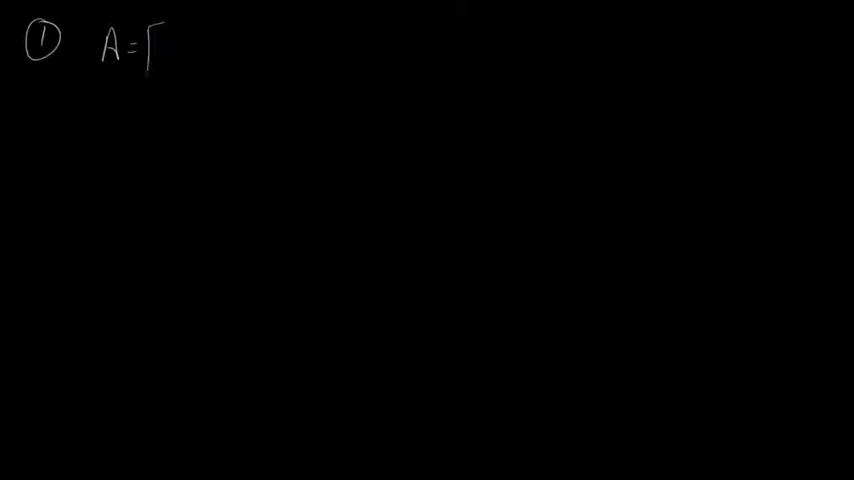 ① A = [